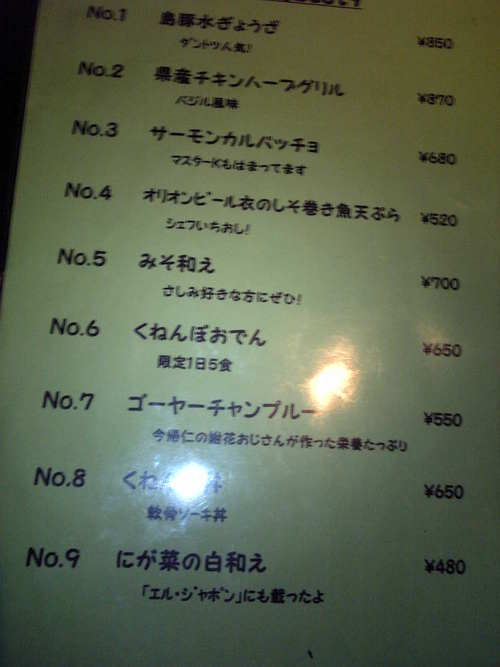 No.1 島豚水ぎょうざ ¥850
ダントツ人気!
No.2 県産チキンハーブグリル ¥870
バジル風味
No.3 サーモンカルパッチョ ¥680
マスターKもはまってます
No.4 オリオンビール衣のしそ巻き魚天ぷら ¥520
シェフいちおし!
No.5 みそ和え ¥700
さしみ好きな方にぜひ!
No.6 くねんぼおでん ¥650
限定1日5食
No.7 ゴーヤーチャンプルー ¥550
今帰仁の謝花おじさんが作った栄養たっぷり
No.8 くね 丼 ¥650
軟骨ソーキ丼
No.9 にが菜の白和え ¥480
「エル・ジャポン」にも載ったよ